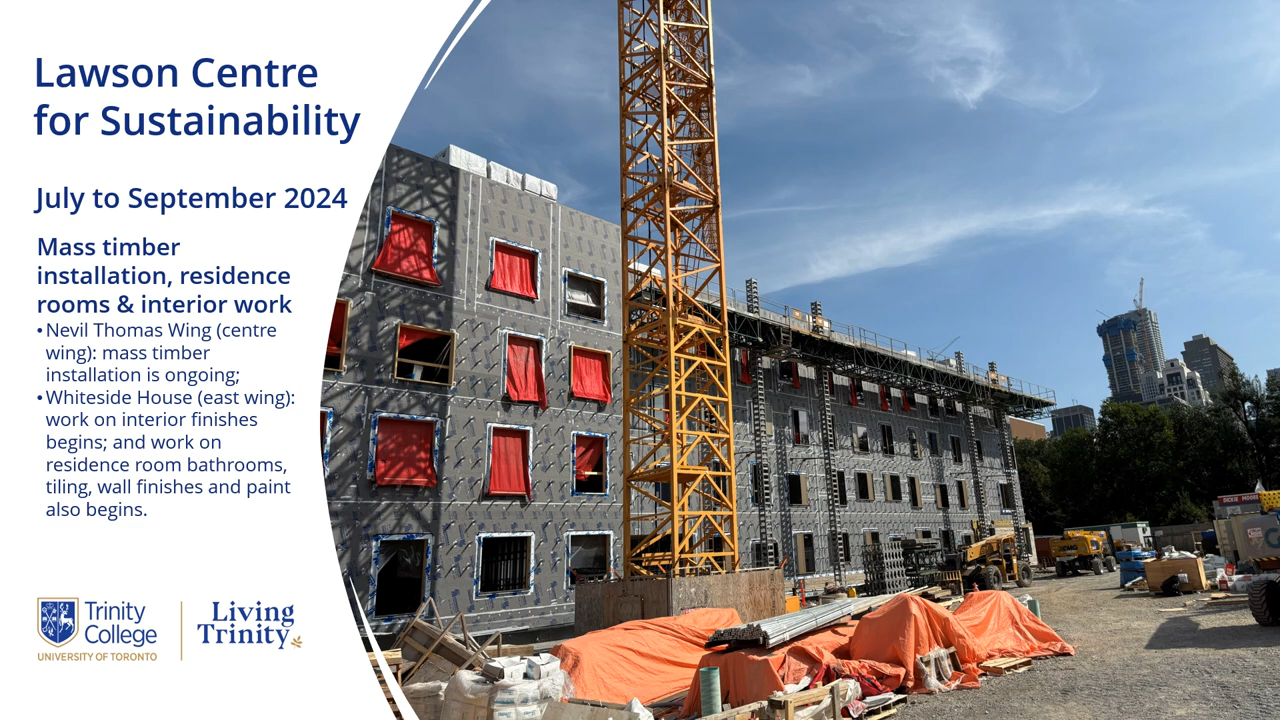 Lawson Centre
for Sustainability
July to September 2024
Mass timber
installation, residence
rooms & interior work
•Nevil Thomas Wing (centre
wing): mass timber
installation is ongoing;
•Whiteside House (east wing):
work on interior finishes
begins; and work on
residence room bathrooms,
tiling, wall finishes and paint
also begins.
Trinity
College
UNIVERSITY OF TORONTO
Living
Trinity
DICKIE MOORE